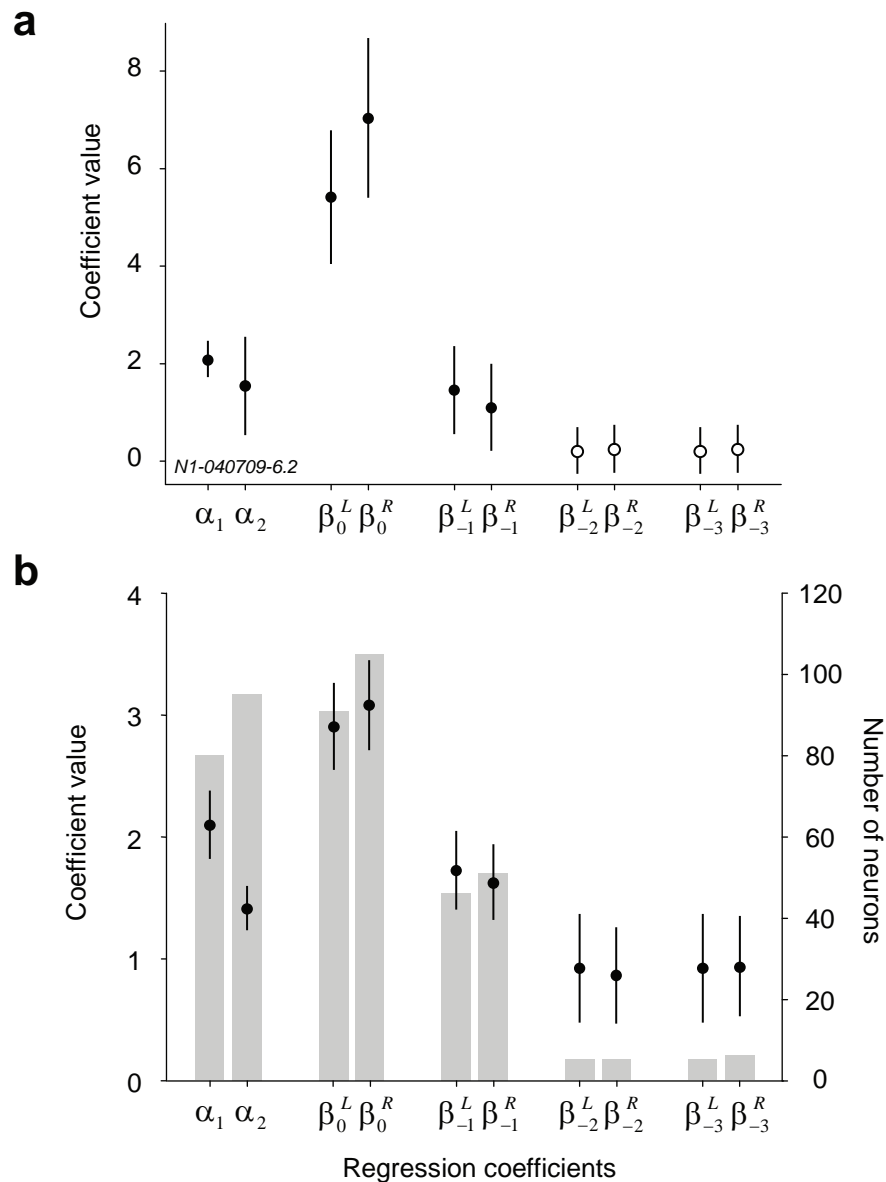 a
Coefficient value
8
6
4
2
0
N1-040709-6.2
α₁ α₂ β₀ᴸ β₀ᴿ β₋₁ᴸ β₋₁ᴿ β₋₂ᴸ β₋₂ᴿ β₋₃ᴸ β₋₃ᴿ
b
Coefficient value
4
3
2
1
0
120
100
80
60
40
20
0
Number of neurons
α₁ α₂ β₀ᴸ β₀ᴿ β₋₁ᴸ β₋₁ᴿ β₋₂ᴸ β₋₂ᴿ β₋₃ᴸ β₋₃ᴿ
Regression coefficients